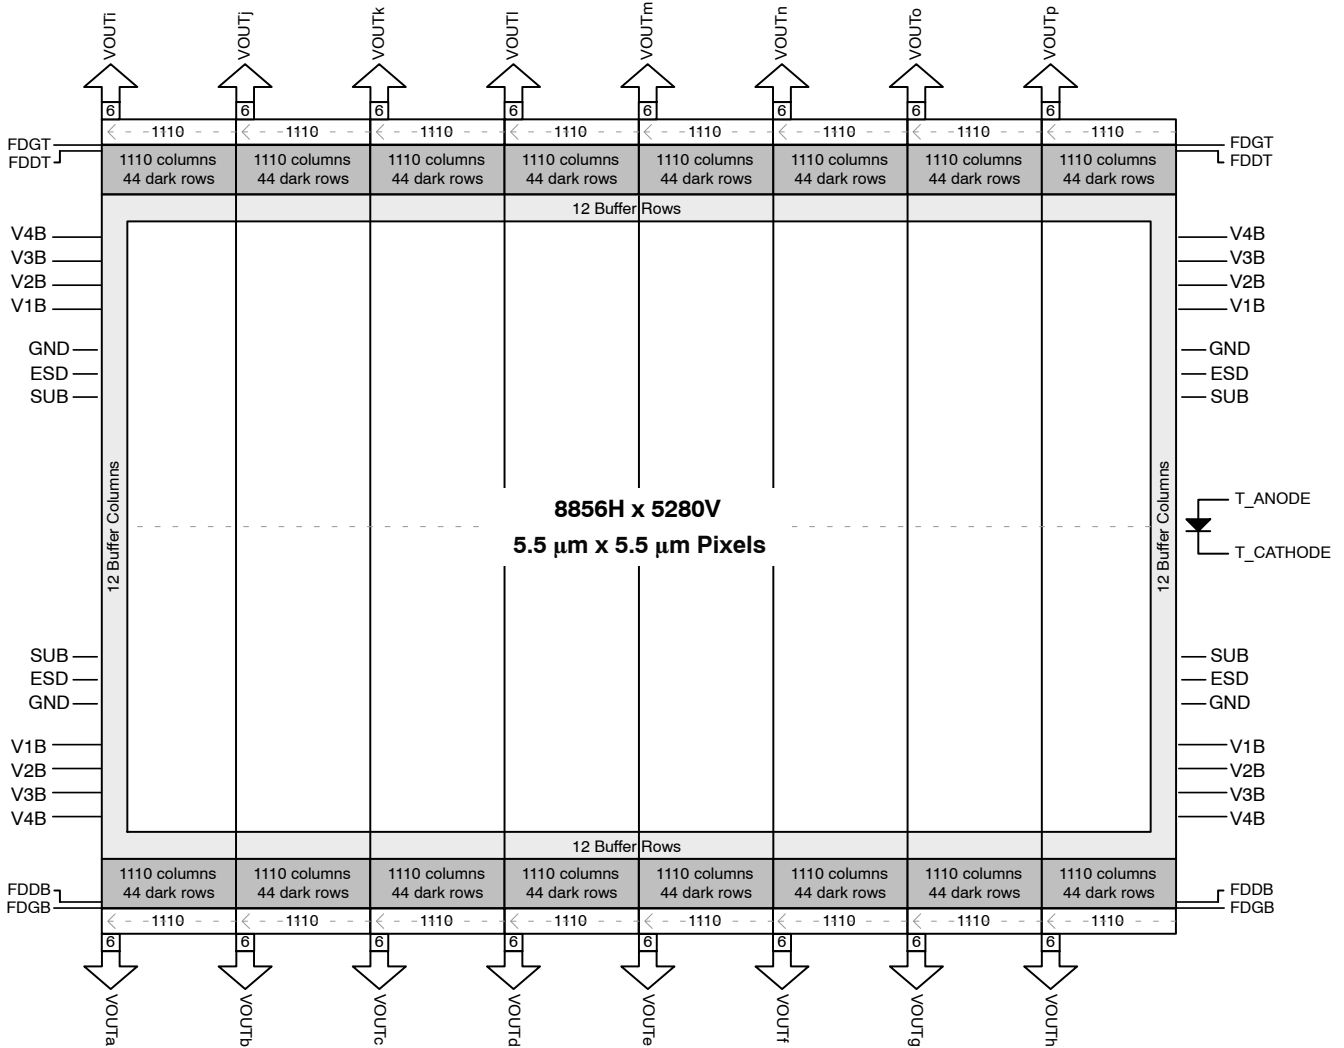 VOUTi VOUTj VOUTk VOUTl VOUTm VOUTn VOUTo VOUTp
6 6 6 6 6 6 6 6
1110 1110 1110 1110 1110 1110 1110 1110
FDGT FDGT
FDDT FDDT
1110 columns 1110 columns 1110 columns 1110 columns 1110 columns 1110 columns 1110 columns 1110 columns
44 dark rows 44 dark rows 44 dark rows 44 dark rows 44 dark rows 44 dark rows 44 dark rows 44 dark rows
12 Buffer Rows
V4B V4B
V3B V3B
V2B V2B
V1B V1B
GND GND
ESD ESD
SUB SUB
12 Buffer Columns
8856H x 5280V
5.5 μm x 5.5 μm Pixels
12 Buffer Columns
T_ANODE
T_CATHODE
SUB SUB
ESD ESD
GND GND
V1B V1B
V2B V2B
V3B V3B
V4B V4B
12 Buffer Rows
1110 columns 1110 columns 1110 columns 1110 columns 1110 columns 1110 columns 1110 columns 1110 columns
44 dark rows 44 dark rows 44 dark rows 44 dark rows 44 dark rows 44 dark rows 44 dark rows 44 dark rows
FDDB FDDB
FDGB FDGB
1110 1110 1110 1110 1110 1110 1110 1110
6 6 6 6 6 6 6 6
VOUTa VOUTb VOUTc VOUTd VOUTe VOUTf VOUTg VOUTh